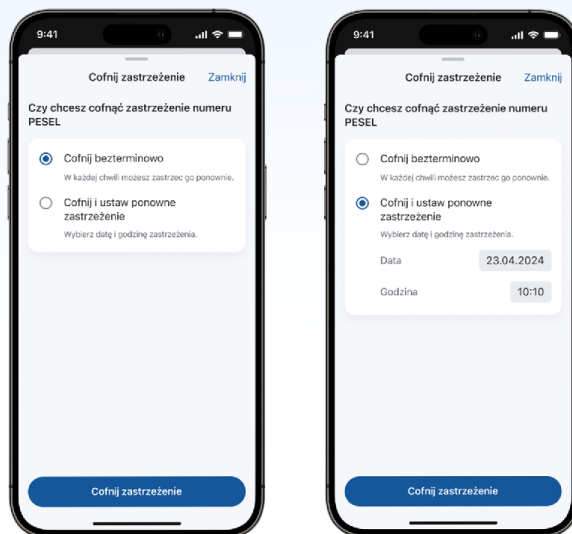 9:41
Cofnij zastrzeżenie Zamknij
Czy chcesz cofnąć zastrzeżenie numeru
PESEL
Cofnij bezterminowo
W każdej chwili możesz zastrzec go ponownie.
Cofnij i ustaw ponowne
zastrzeżenie
Wybierz datę i godzinę zastrzeżenia.
Cofnij zastrzeżenie
9:41
Cofnij zastrzeżenie Zamknij
Czy chcesz cofnąć zastrzeżenie numeru
PESEL
Cofnij bezterminowo
W każdej chwili możesz zastrzec go ponownie.
Cofnij i ustaw ponowne
zastrzeżenie
Wybierz datę i godzinę zastrzeżenia.
Data 23.04.2024
Godzina 10:10
Cofnij zastrzeżenie